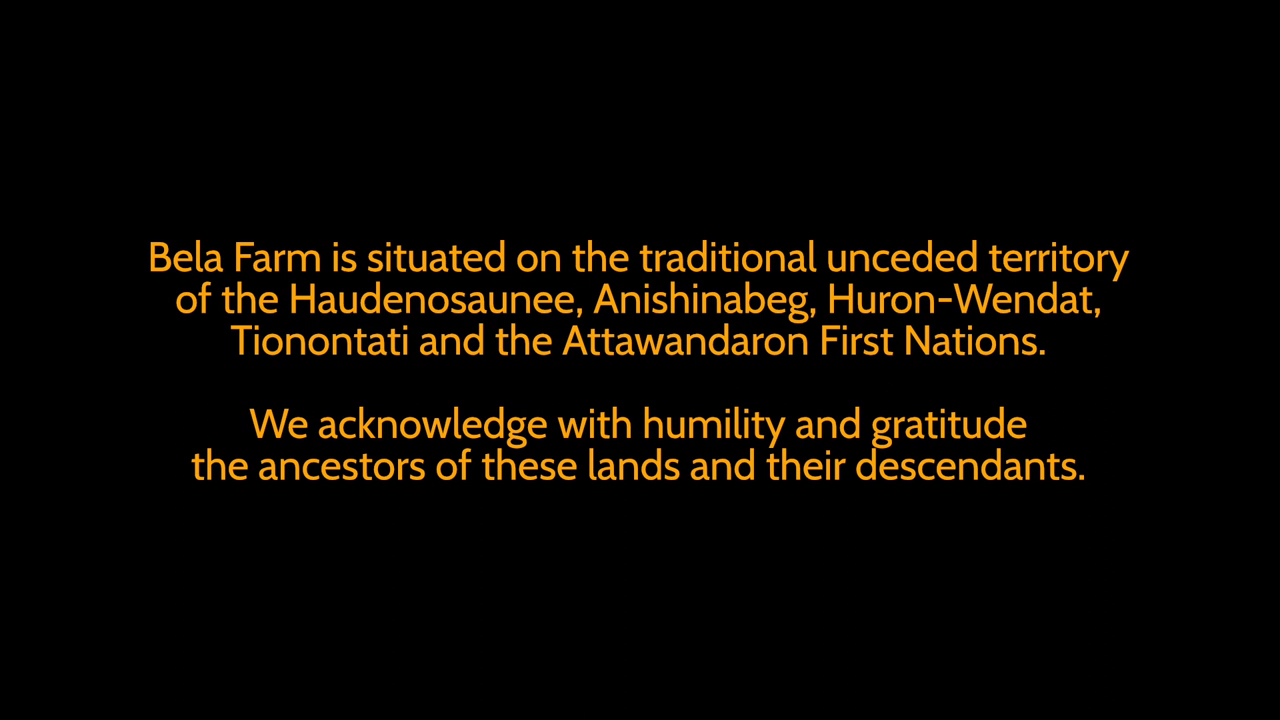 Bela Farm is situated on the traditional unceded territory
of the Haudenosaunee, Anishinabeg, Huron-Wendat,
Tionontati and the Attawandaron First Nations.
We acknowledge with humility and gratitude
the ancestors of these lands and their descendants.